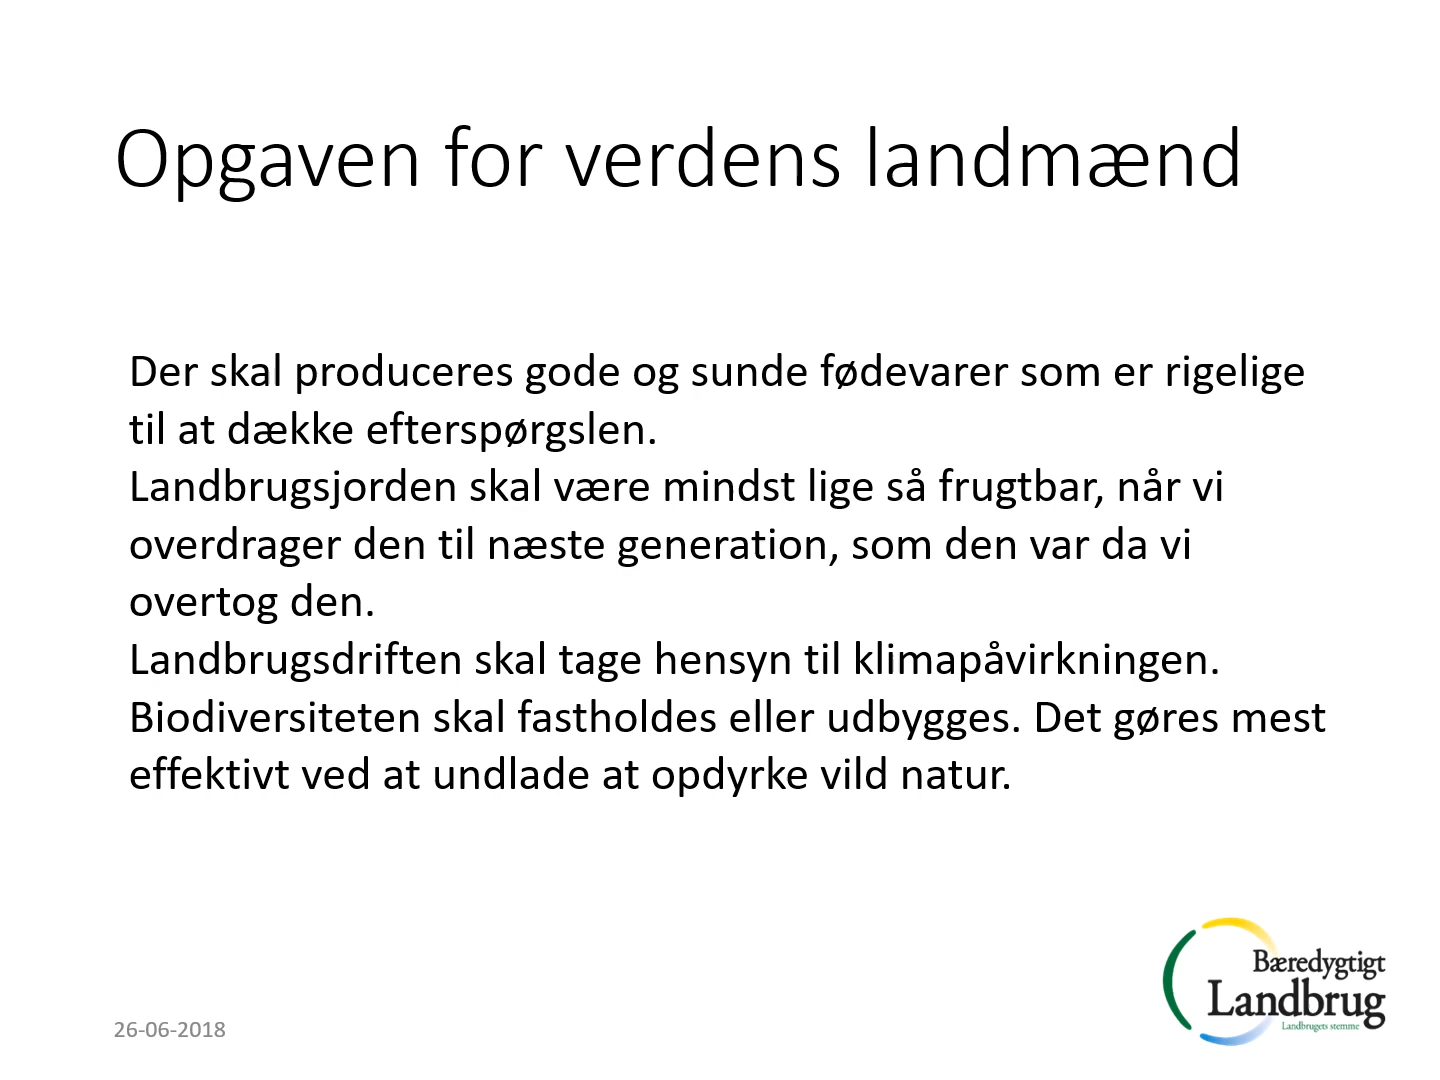 Opgaven for verdens landmænd
Der skal produceres gode og sunde fødevarer som er rigelige
til at dække efterspørgslen.
Landbrugsjorden skal være mindst lige så frugtbar, når vi
overdrager den til næste generation, som den var da vi
overtog den.
Landbrugsdriften skal tage hensyn til klimapåvirkningen.
Biodiversiteten skal fastholdes eller udbygges. Det gøres mest
effektivt ved at undlade at opdyrke vild natur.
Bæredygtigt
Landbrug
Landbrugets stemme
26-06-2018